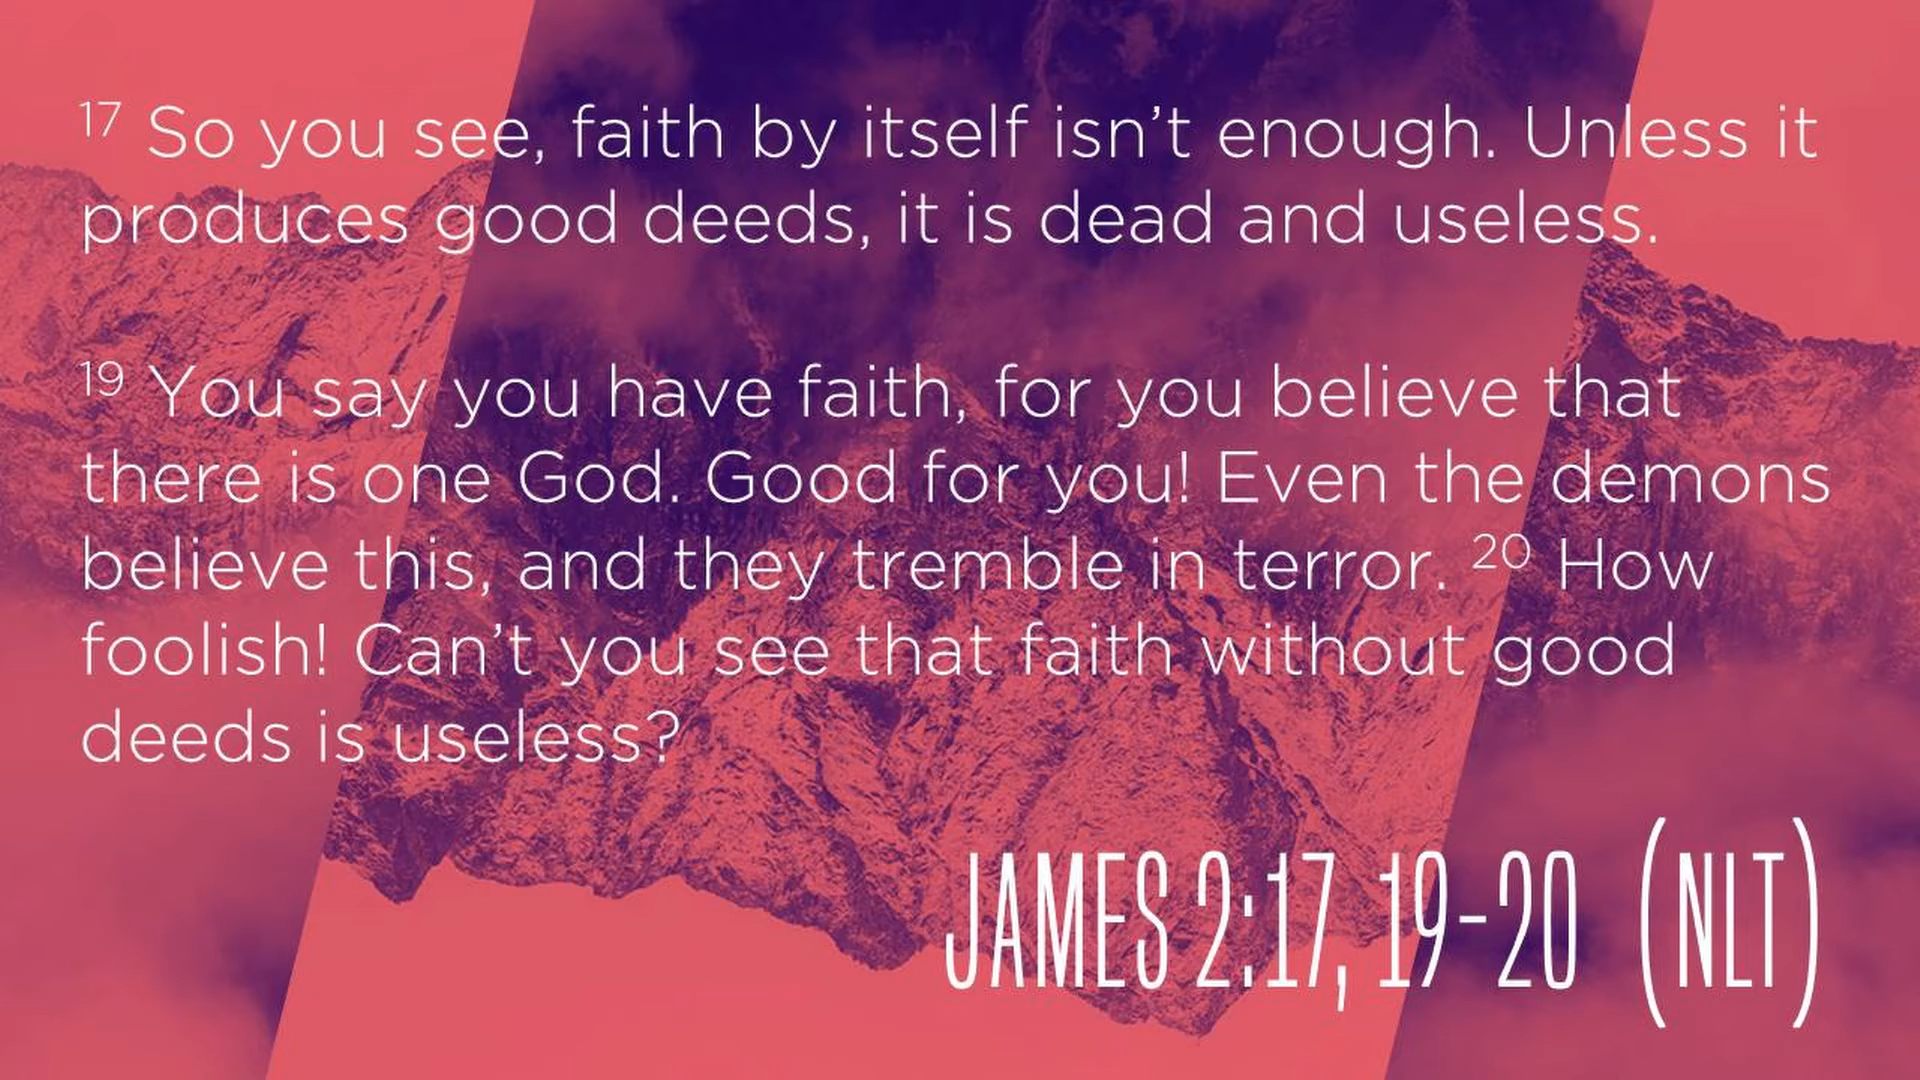 17 So you see, faith by itself isn’t enough. Unless it
produces good deeds, it is dead and useless.
19 You say you have faith, for you believe that
there is one God. Good for you! Even the demons
believe this, and they tremble in terror. 20 How
foolish! Can’t you see that faith without good
deeds is useless?
JAMES 2:17, 19-20 (NLT)